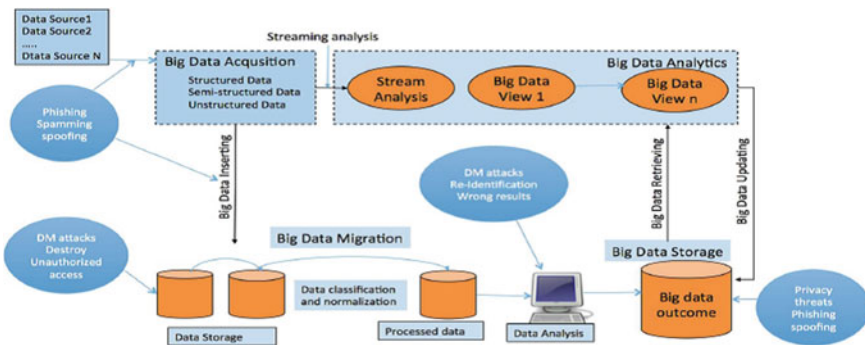 Data Source1
Data Source2
.....
Dtata Source N
Streaming analysis
Big Data Acqusition
Structured Data
Semi-structured Data
Unstructured Data
Big Data Analytics
Stream
Analysis
Big Data
View 1
Big Data
View n
Phishing
Spamming
spoofing
Big Data Inserting
DM attacks
Re-Identification
Wrong results
Big Data Retrieving
Big Data Updating
DM attacks
Destroy
Unauthorized
access
Big Data Migration
Data classification
and normalization
Data Storage
Processed data
Data Analysis
Big Data Storage
Big data
outcome
Privacy
threats
Phishing
spoofing